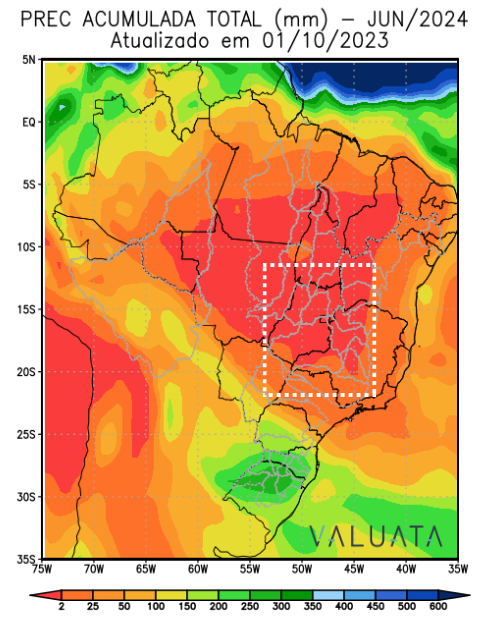 PREC ACUMULADA TOTAL (mm) – JUN/2024
Atualizado em 01/10/2023
5N
EQ
5S
10S
15S
20S
25S
30S
35S
VALUATA
75W 70W 65W 60W 55W 50W 45W 40W 35W
2 25 50 100 150 200 250 300 350 400 450 500 600